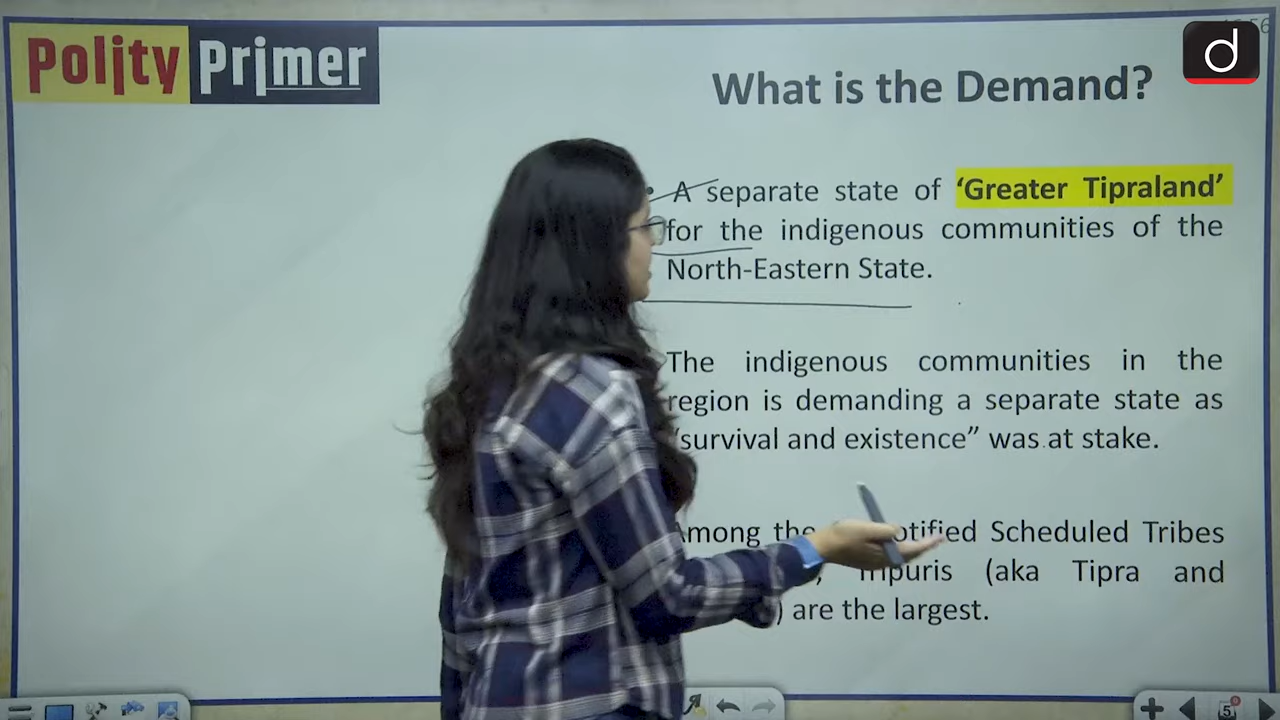 Polity Primer
d
What is the Demand?
• A separate state of ‘Greater Tipraland’
for the indigenous communities of the
North-Eastern State.
The indigenous communities in the
region is demanding a separate state as
“survival and existence” was at stake.
Among the notified Scheduled Tribes
Tripuris (aka Tipra and
) are the largest.
5